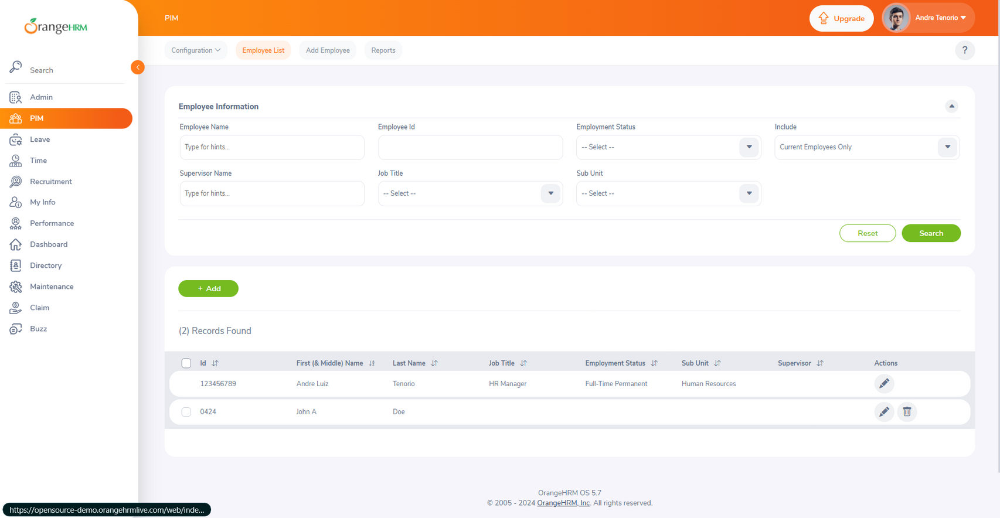 OrangeHRM
PIM
Upgrade
Andre Tenorio
Configuration
Employee List
Add Employee
Reports
?
Search
Admin
PIM
Leave
Time
Recruitment
My Info
Performance
Dashboard
Directory
Maintenance
Claim
Buzz
Employee Information
Employee Name
Employee Id
Employment Status
Include
Type for hints...
-- Select --
Current Employees Only
Supervisor Name
Job Title
Sub Unit
Type for hints...
-- Select --
-- Select --
Reset
Search
+ Add
(2) Records Found
Id
First (& Middle) Name
Last Name
Job Title
Employment Status
Sub Unit
Supervisor
Actions
123456789
Andre Luiz
Tenorio
HR Manager
Full-Time Permanent
Human Resources
0424
John A
Doe
OrangeHRM OS 5.7
© 2005 - 2024 OrangeHRM, Inc. All rights reserved.
https://opensource-demo.orangehrmlive.com/web/inde...